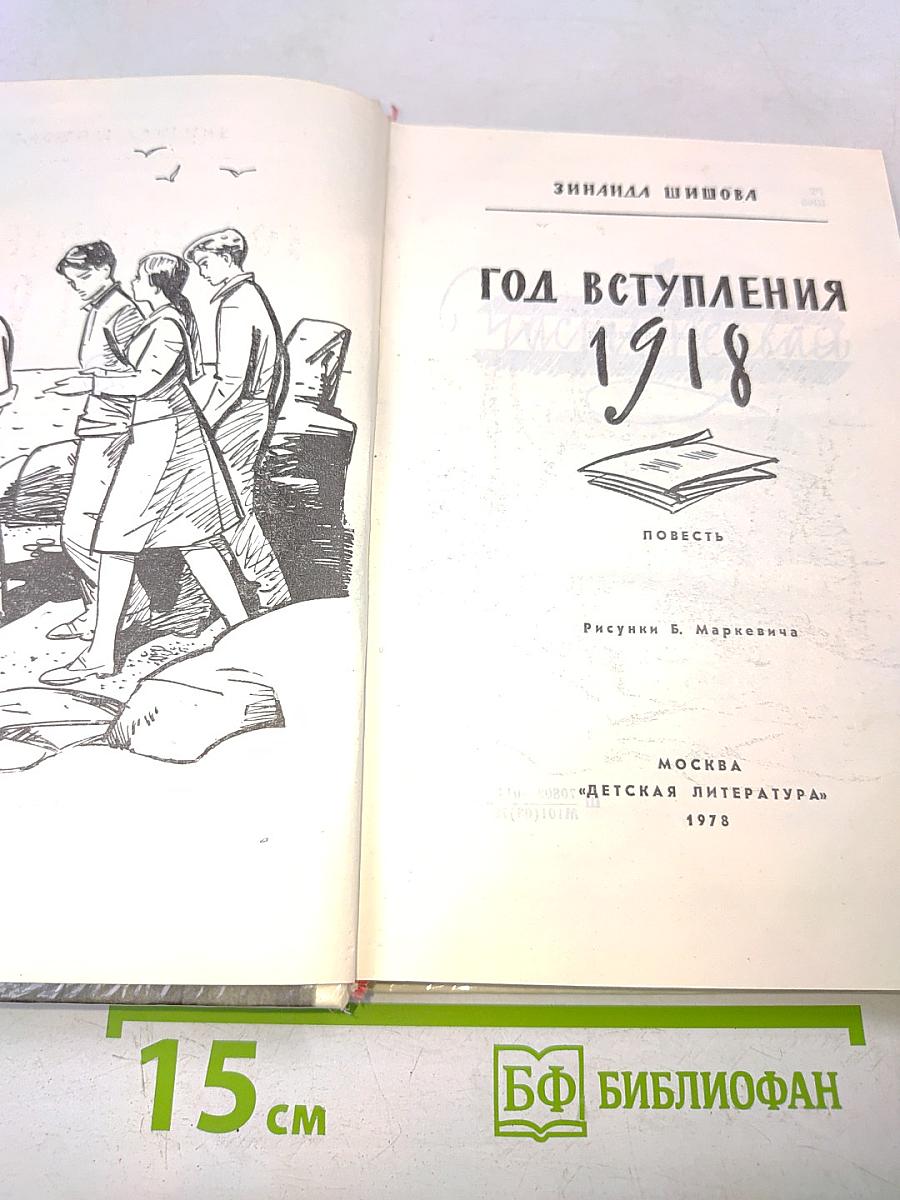 ЗИНАИДА ШИШОВА
ГОД ВСТУПЛЕНИЯ
1918
ПОВЕСТЬ
Рисунки Б. Маркевича
МОСКВА
«ДЕТСКАЯ ЛИТЕРАТУРА»
1978
15 см
БФ БИБЛИОФАН